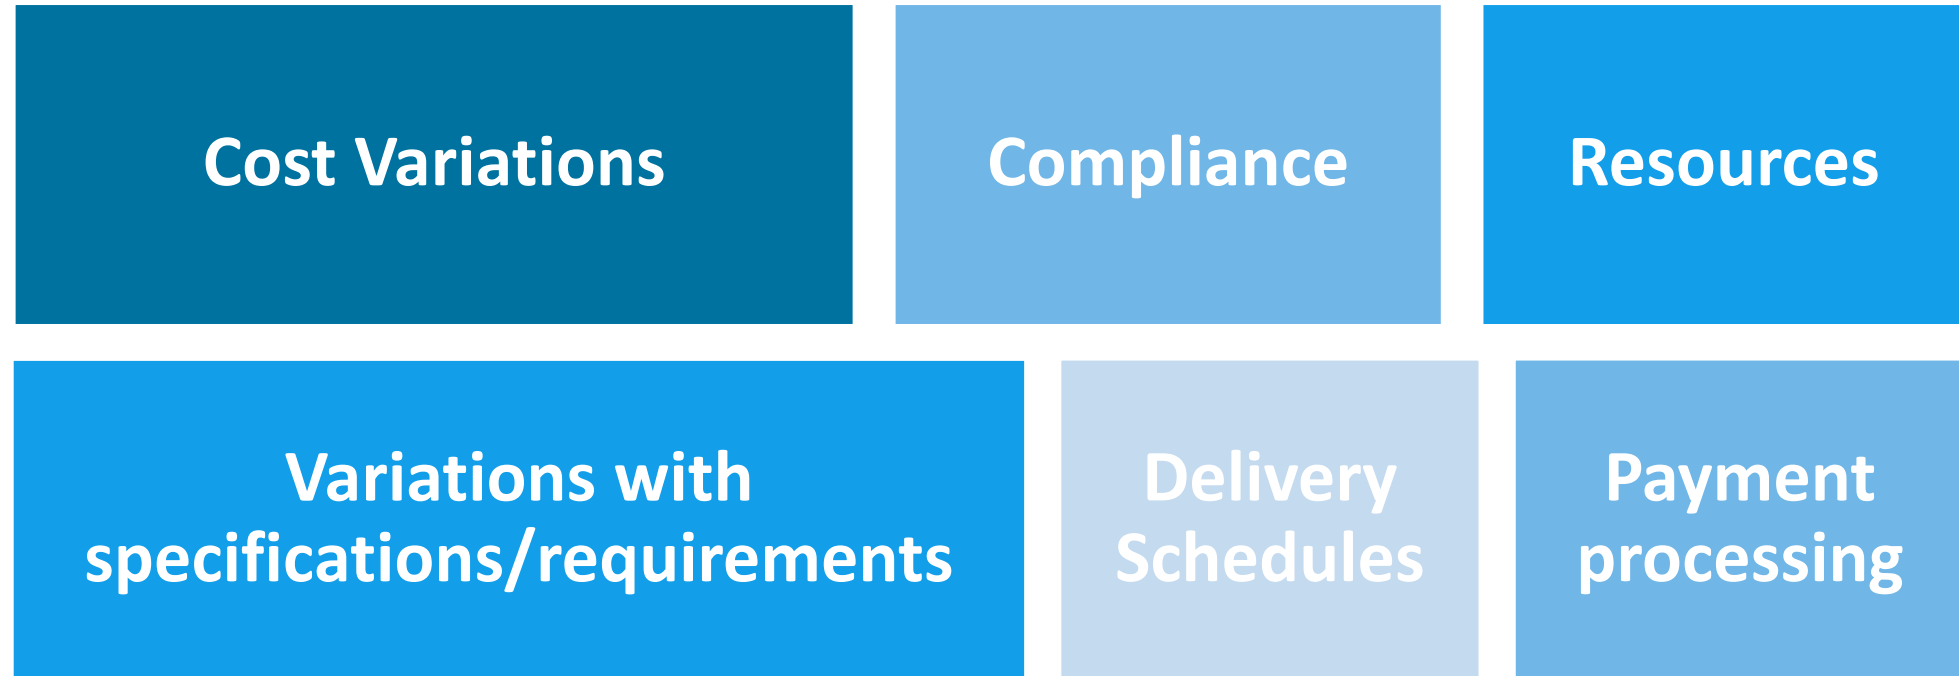 Cost Variations
Compliance
Resources
Variations with
specifications/requirements
Delivery
Schedules
Payment
processing